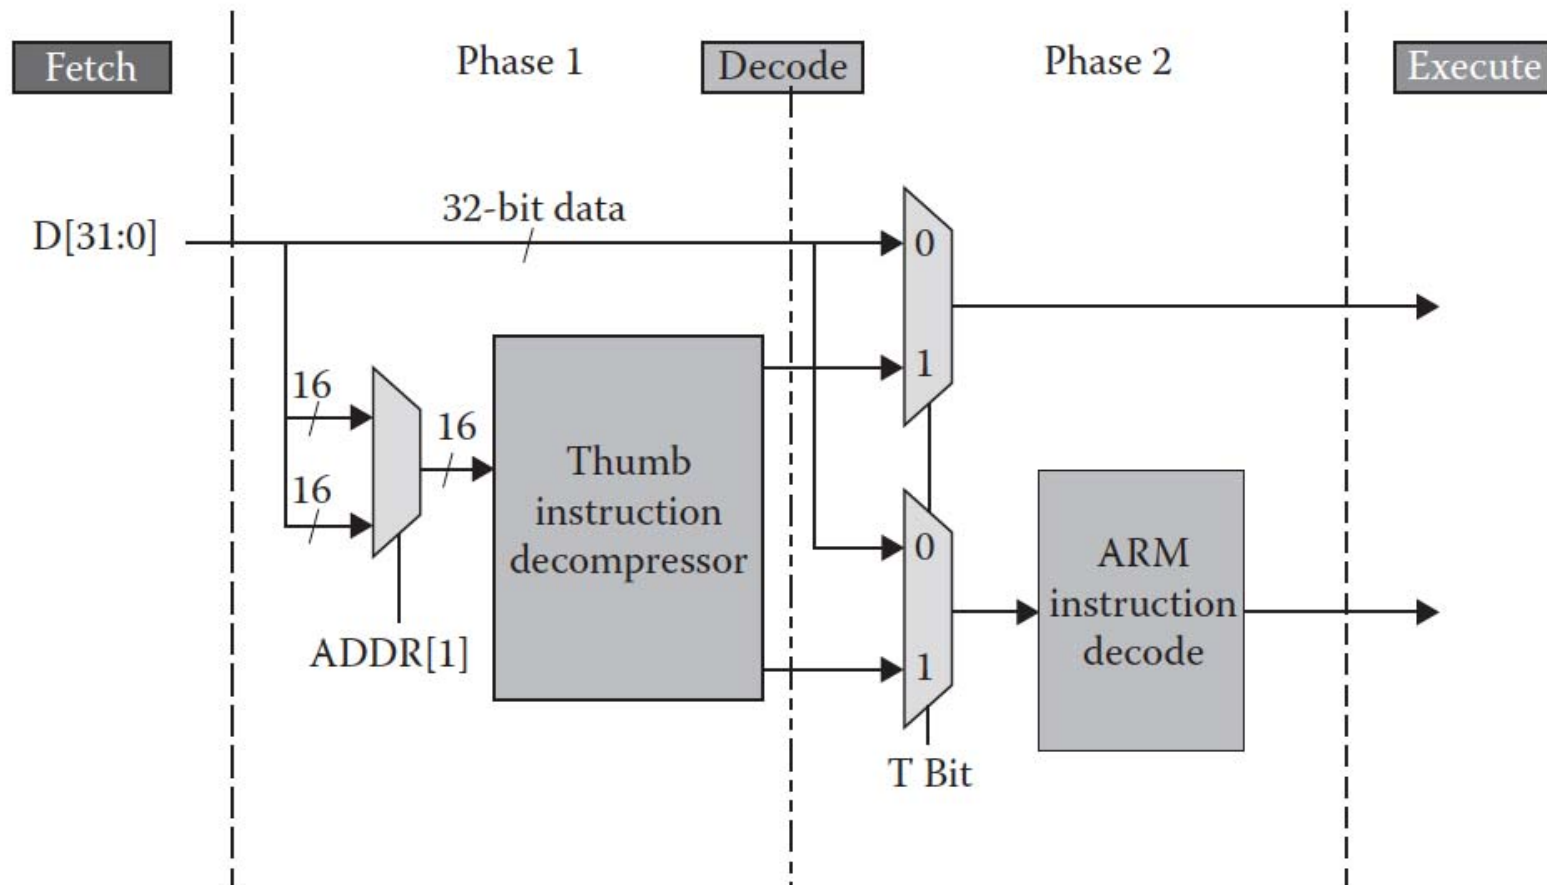 Fetch
Phase 1
Decode
Phase 2
Execute
D[31:0]
32-bit data
0
1
16
16
16
Thumb
instruction
decompressor
ADDR[1]
0
1
ARM
instruction
decode
T Bit